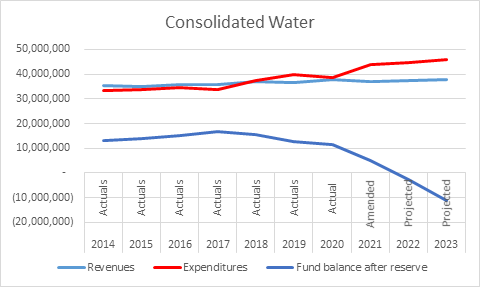 Consolidated Water
50,000,000
40,000,000
30,000,000
20,000,000
10,000,000
-
(10,000,000)
(20,000,000)
Actuals Actuals Actuals Actuals Actuals Actuals Actual Amended Projected Projected
2014 2015 2016 2017 2018 2019 2020 2021 2022 2023
Revenues Expenditures Fund balance after reserve